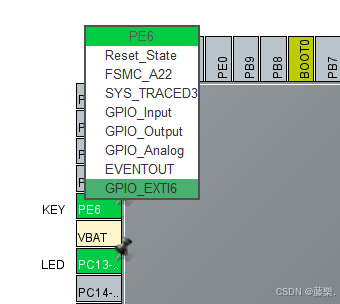 PE6
Reset_State
FSMC_A22
SYS_TRACED3
GPIO_Input
GPIO_Output
GPIO_Analog
EVENTOUT
GPIO_EXTI6
PE0
PB9
PB8
BOOT0
PB7
KEY
PE6
VBAT
LED
PC13-..
PC14-..
CSDN @藤樂.